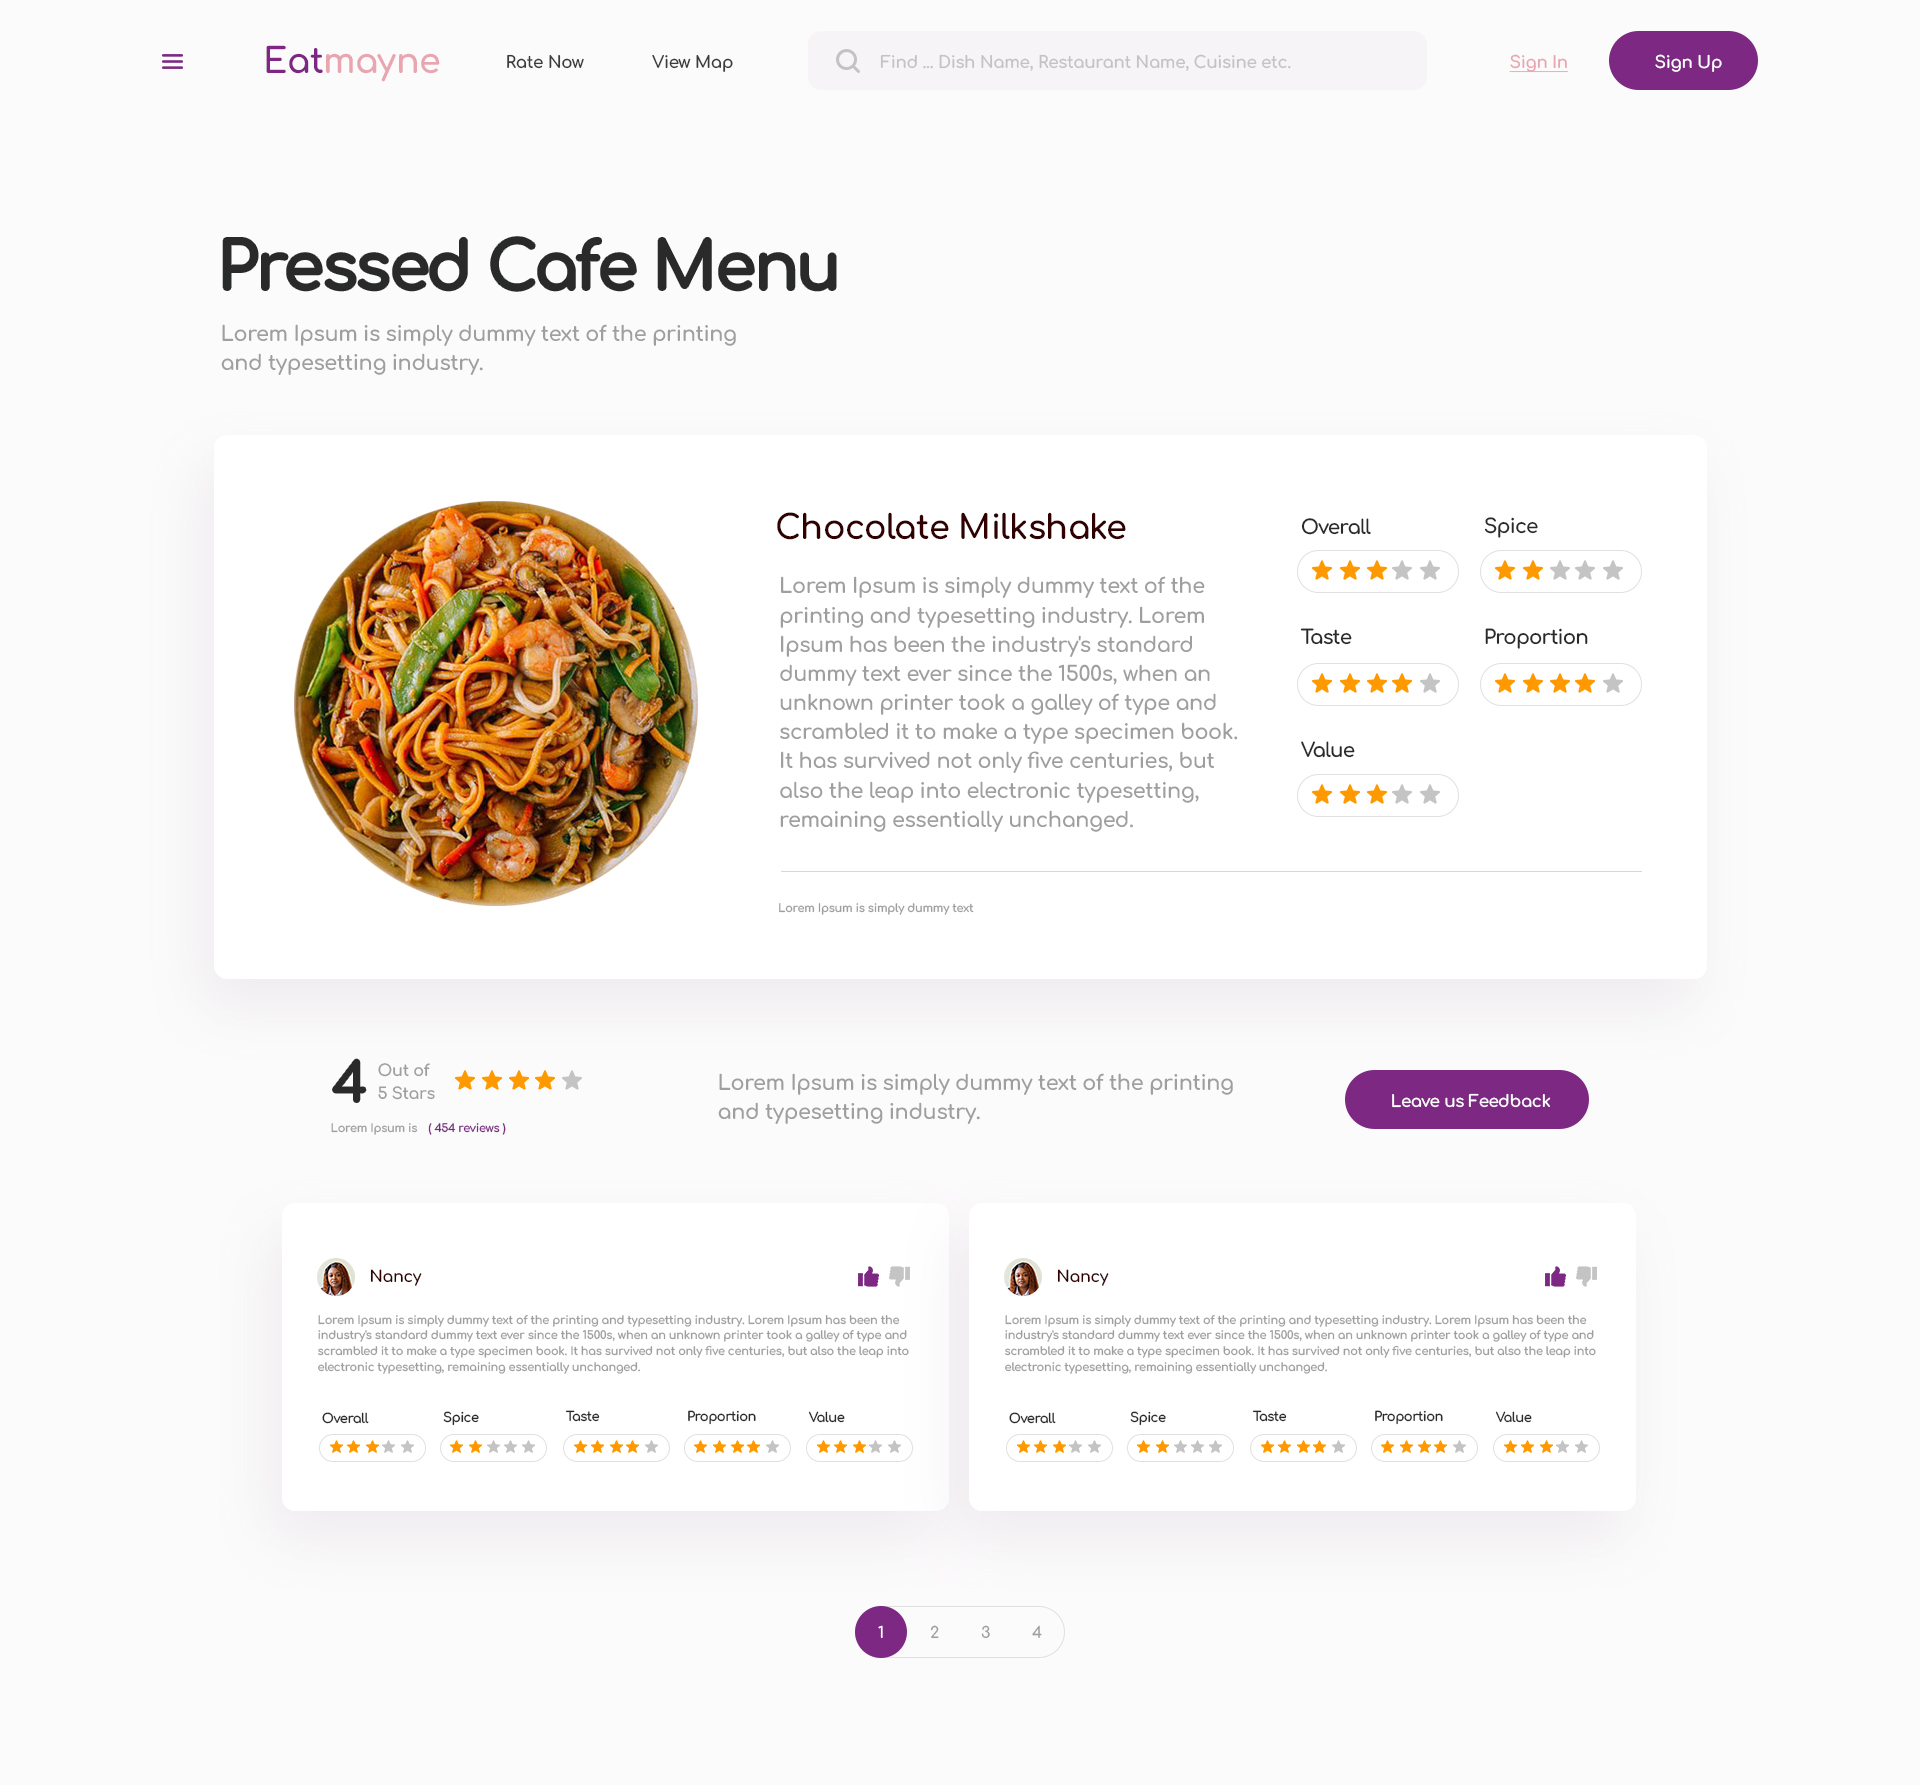 Eatmayne
Rate Now
View Map
Find ... Dish Name, Restaurant Name, Cuisine etc.
Sign In
Sign Up
Pressed Cafe Menu
Lorem Ipsum is simply dummy text of the printing
and typesetting industry.
Chocolate Milkshake
Lorem Ipsum is simply dummy text of the
printing and typesetting industry. Lorem
Ipsum has been the industry's standard
dummy text ever since the 1500s, when an
unknown printer took a galley of type and
scrambled it to make a type specimen book.
It has survived not only five centuries, but
also the leap into electronic typesetting,
remaining essentially unchanged.
Overall
Spice
Taste
Proportion
Value
Lorem Ipsum is simply dummy text
4
Out of
5 Stars
Lorem Ipsum is ( 454 reviews )
Lorem Ipsum is simply dummy text of the printing
and typesetting industry.
Leave us Feedback
Nancy
Lorem Ipsum is simply dummy text of the printing and typesetting industry. Lorem Ipsum has been the
industry's standard dummy text ever since the 1500s, when an unknown printer took a galley of type and
scrambled it to make a type specimen book. It has survived not only five centuries, but also the leap into
electronic typesetting, remaining essentially unchanged.
Overall
Spice
Taste
Proportion
Value
Nancy
Lorem Ipsum is simply dummy text of the printing and typesetting industry. Lorem Ipsum has been the
industry's standard dummy text ever since the 1500s, when an unknown printer took a galley of type and
scrambled it to make a type specimen book. It has survived not only five centuries, but also the leap into
electronic typesetting, remaining essentially unchanged.
Overall
Spice
Taste
Proportion
Value
1 2 3 4